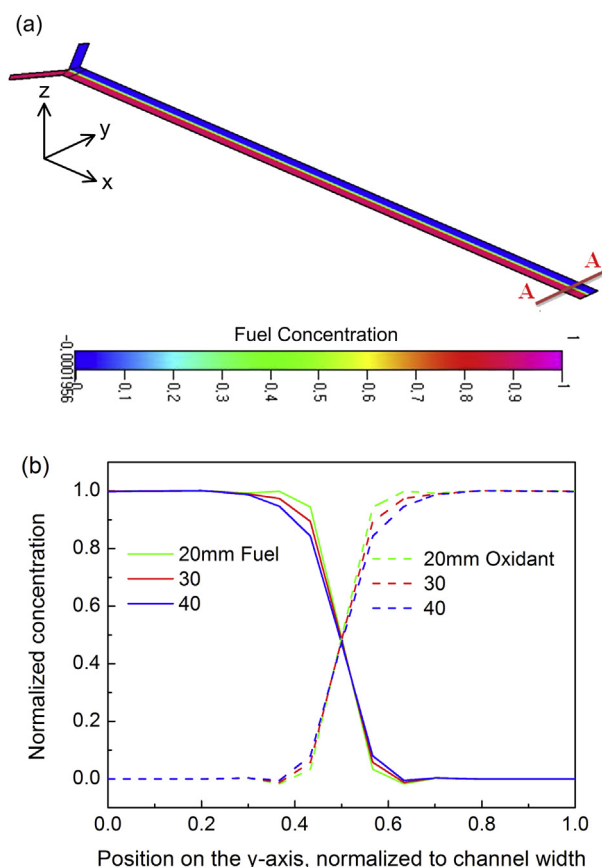 (a)
z
y
x
A
A
Fuel Concentration
-0.0001956 0.1 0.2 0.3 0.4 0.5 0.6 0.7 0.8 0.9 1
1
(b)
1.0
0.8
0.6
0.4
0.2
0.0
20mm Fuel
30
40
20mm Oxidant
30
40
0.0 0.2 0.4 0.6 0.8 1.0
Normalized concentration
Position on the y-axis, normalized to channel width